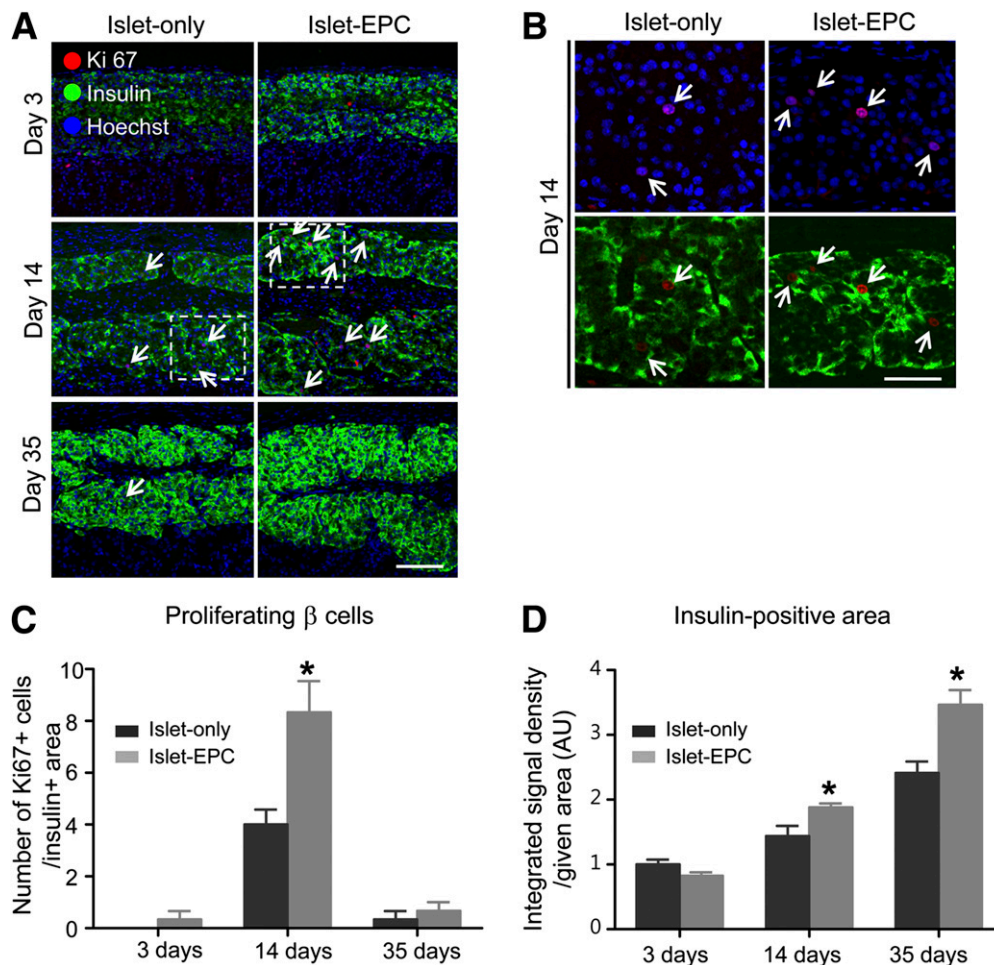 A
Islet-only
Islet-EPC
Ki 67
Insulin
Hoechst
Day 3
Day 14
Day 35
B
Islet-only
Islet-EPC
Day 14
C
Proliferating β cells
Number of Ki67+ cells
/insulin+ area
10
8
6
4
2
0
Islet-only
Islet-EPC
*
3 days
14 days
35 days
D
Insulin-positive area
Integrated signal density
/given area (AU)
4
3
2
1
0
Islet-only
Islet-EPC
*
*
3 days
14 days
35 days